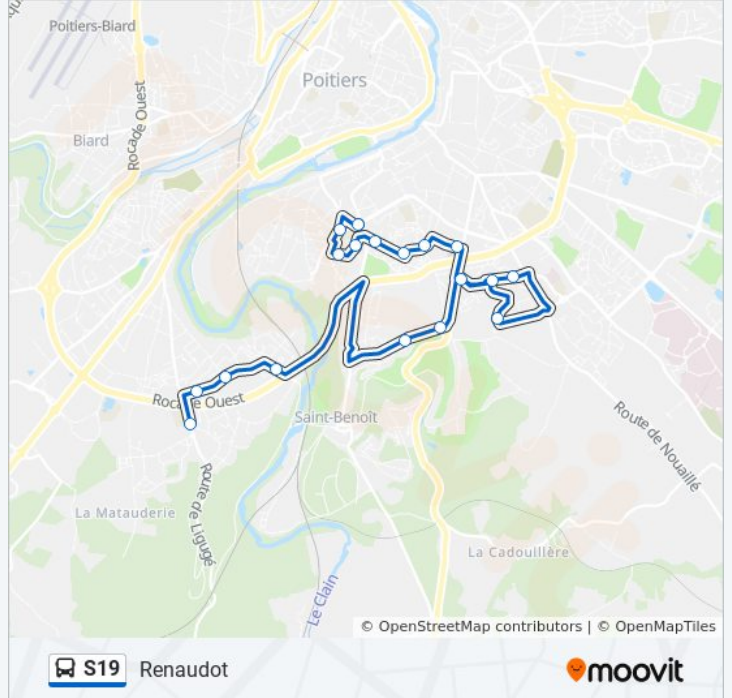 Poitiers-Biard
Poitiers
Rocade Ouest
Biard
Rocade Ouest
Saint-Benoît
Route de Nouaillé
Route de Ligugé
La Matauderie
La Cadouillère
Le Clain
© OpenStreetMap contributors | © OpenMapTiles
S19 Renaudot
moovit